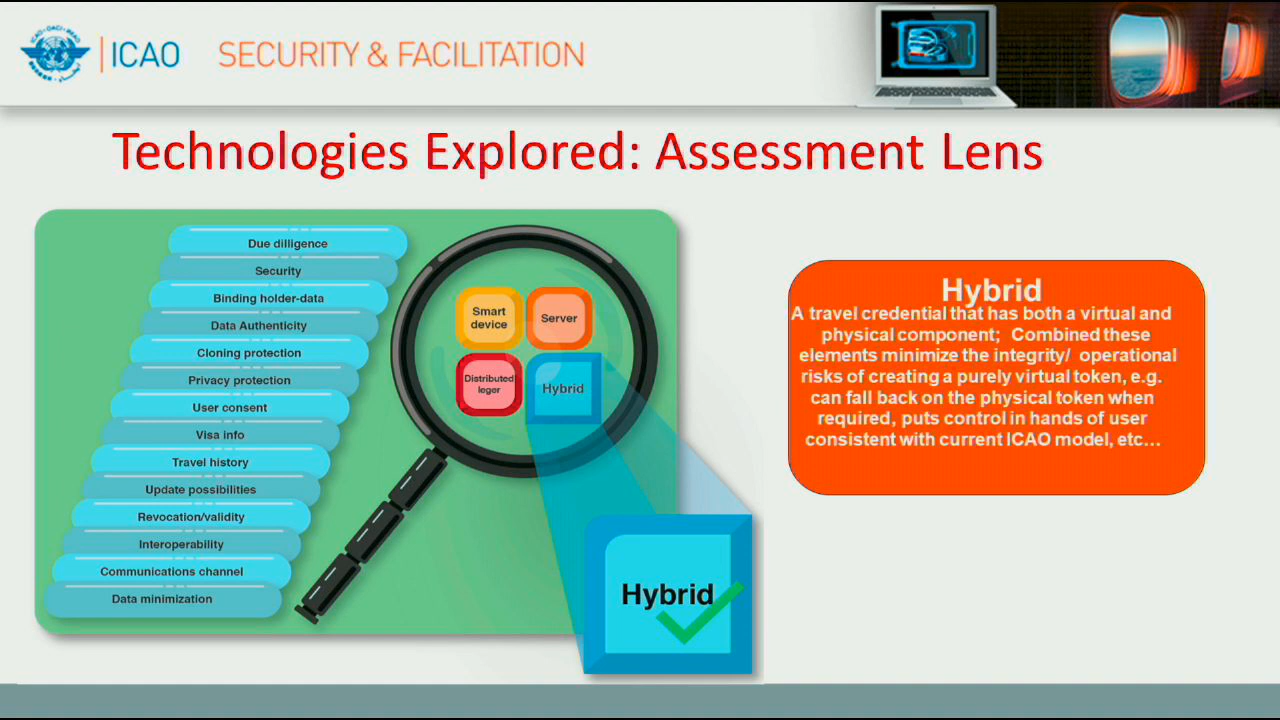 ICAO
SECURITY & FACILITATION
Technologies Explored: Assessment Lens
Due dilligence
Security
Binding holder-data
Data Authenticity
Cloning protection
Privacy protection
User consent
Visa info
Travel history
Update possibilities
Revocation/validity
Interoperability
Communications channel
Data minimization
Smart
device
Server
Distributed
leger
Hybrid
Hybrid
Hybrid
A travel credential that has both a virtual and
physical component; Combined these
elements minimize the integrity/ operational
risks of creating a purely virtual token, e.g.
can fall back on the physical token when
required, puts control in hands of user
consistent with current ICAO model, etc...